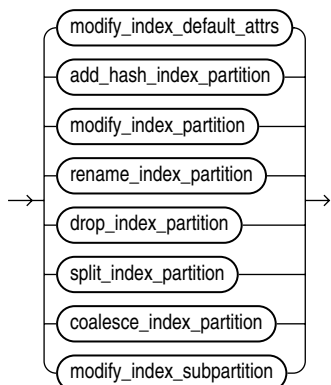 modify_index_default_attrs
add_hash_index_partition
modify_index_partition
rename_index_partition
drop_index_partition
split_index_partition
coalesce_index_partition
modify_index_subpartition